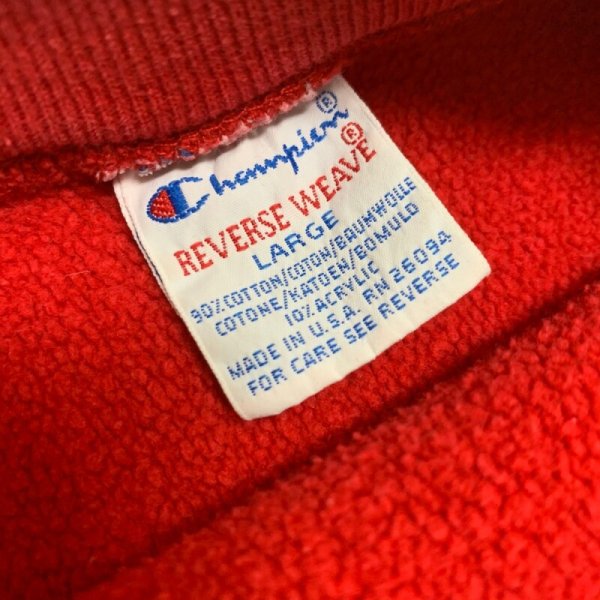 Champion®
REVERSE WEAVE®
LARGE
90% COTTON/COTON/BAUMWOLLE
COTONE/KATOEN/BOMULD
10% ACRYLIC
MADE IN U.S.A. RN 26094
FOR CARE SEE REVERSE